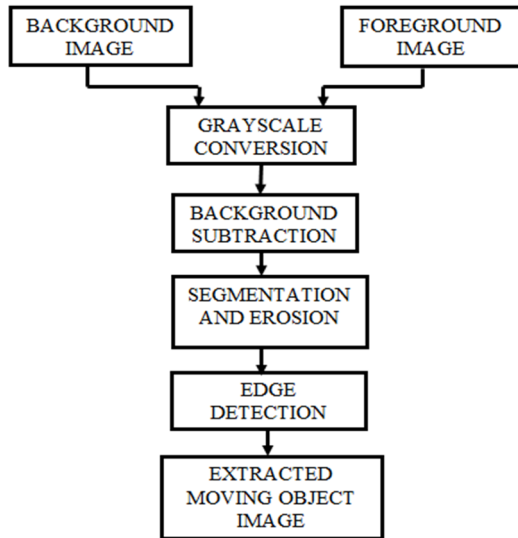 BACKGROUND
IMAGE
FOREGROUND
IMAGE
GRAYSCALE
CONVERSION
BACKGROUND
SUBTRACTION
SEGMENTATION
AND EROSION
EDGE
DETECTION
EXTRACTED
MOVING OBJECT
IMAGE